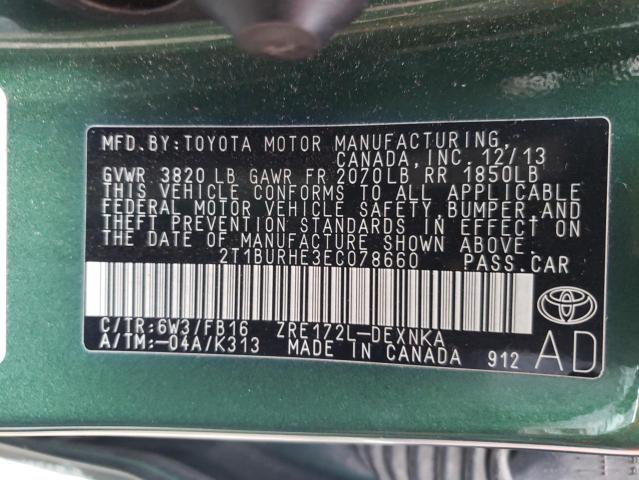 MFD. BY: TOYOTA MOTOR MANUFACTURING,
CANADA, INC. 12/13
GVWR 3820 LB GAWR FR 2070LB RR 1850LB
THIS VEHICLE CONFORMS TO ALL APPLICABLE
FEDERAL MOTOR VEHICLE SAFETY, BUMPER, AND
THEFT PREVENTION STANDARDS IN EFFECT ON
THE DATE OF MANUFACTURE SHOWN ABOVE.
2T1BURHE3EC078660 PASS. CAR
C/TR: 6W3/FB16 ZRE172L-DEXNKA
A/TM: -04A/K313 MADE IN CANADA 912 AD